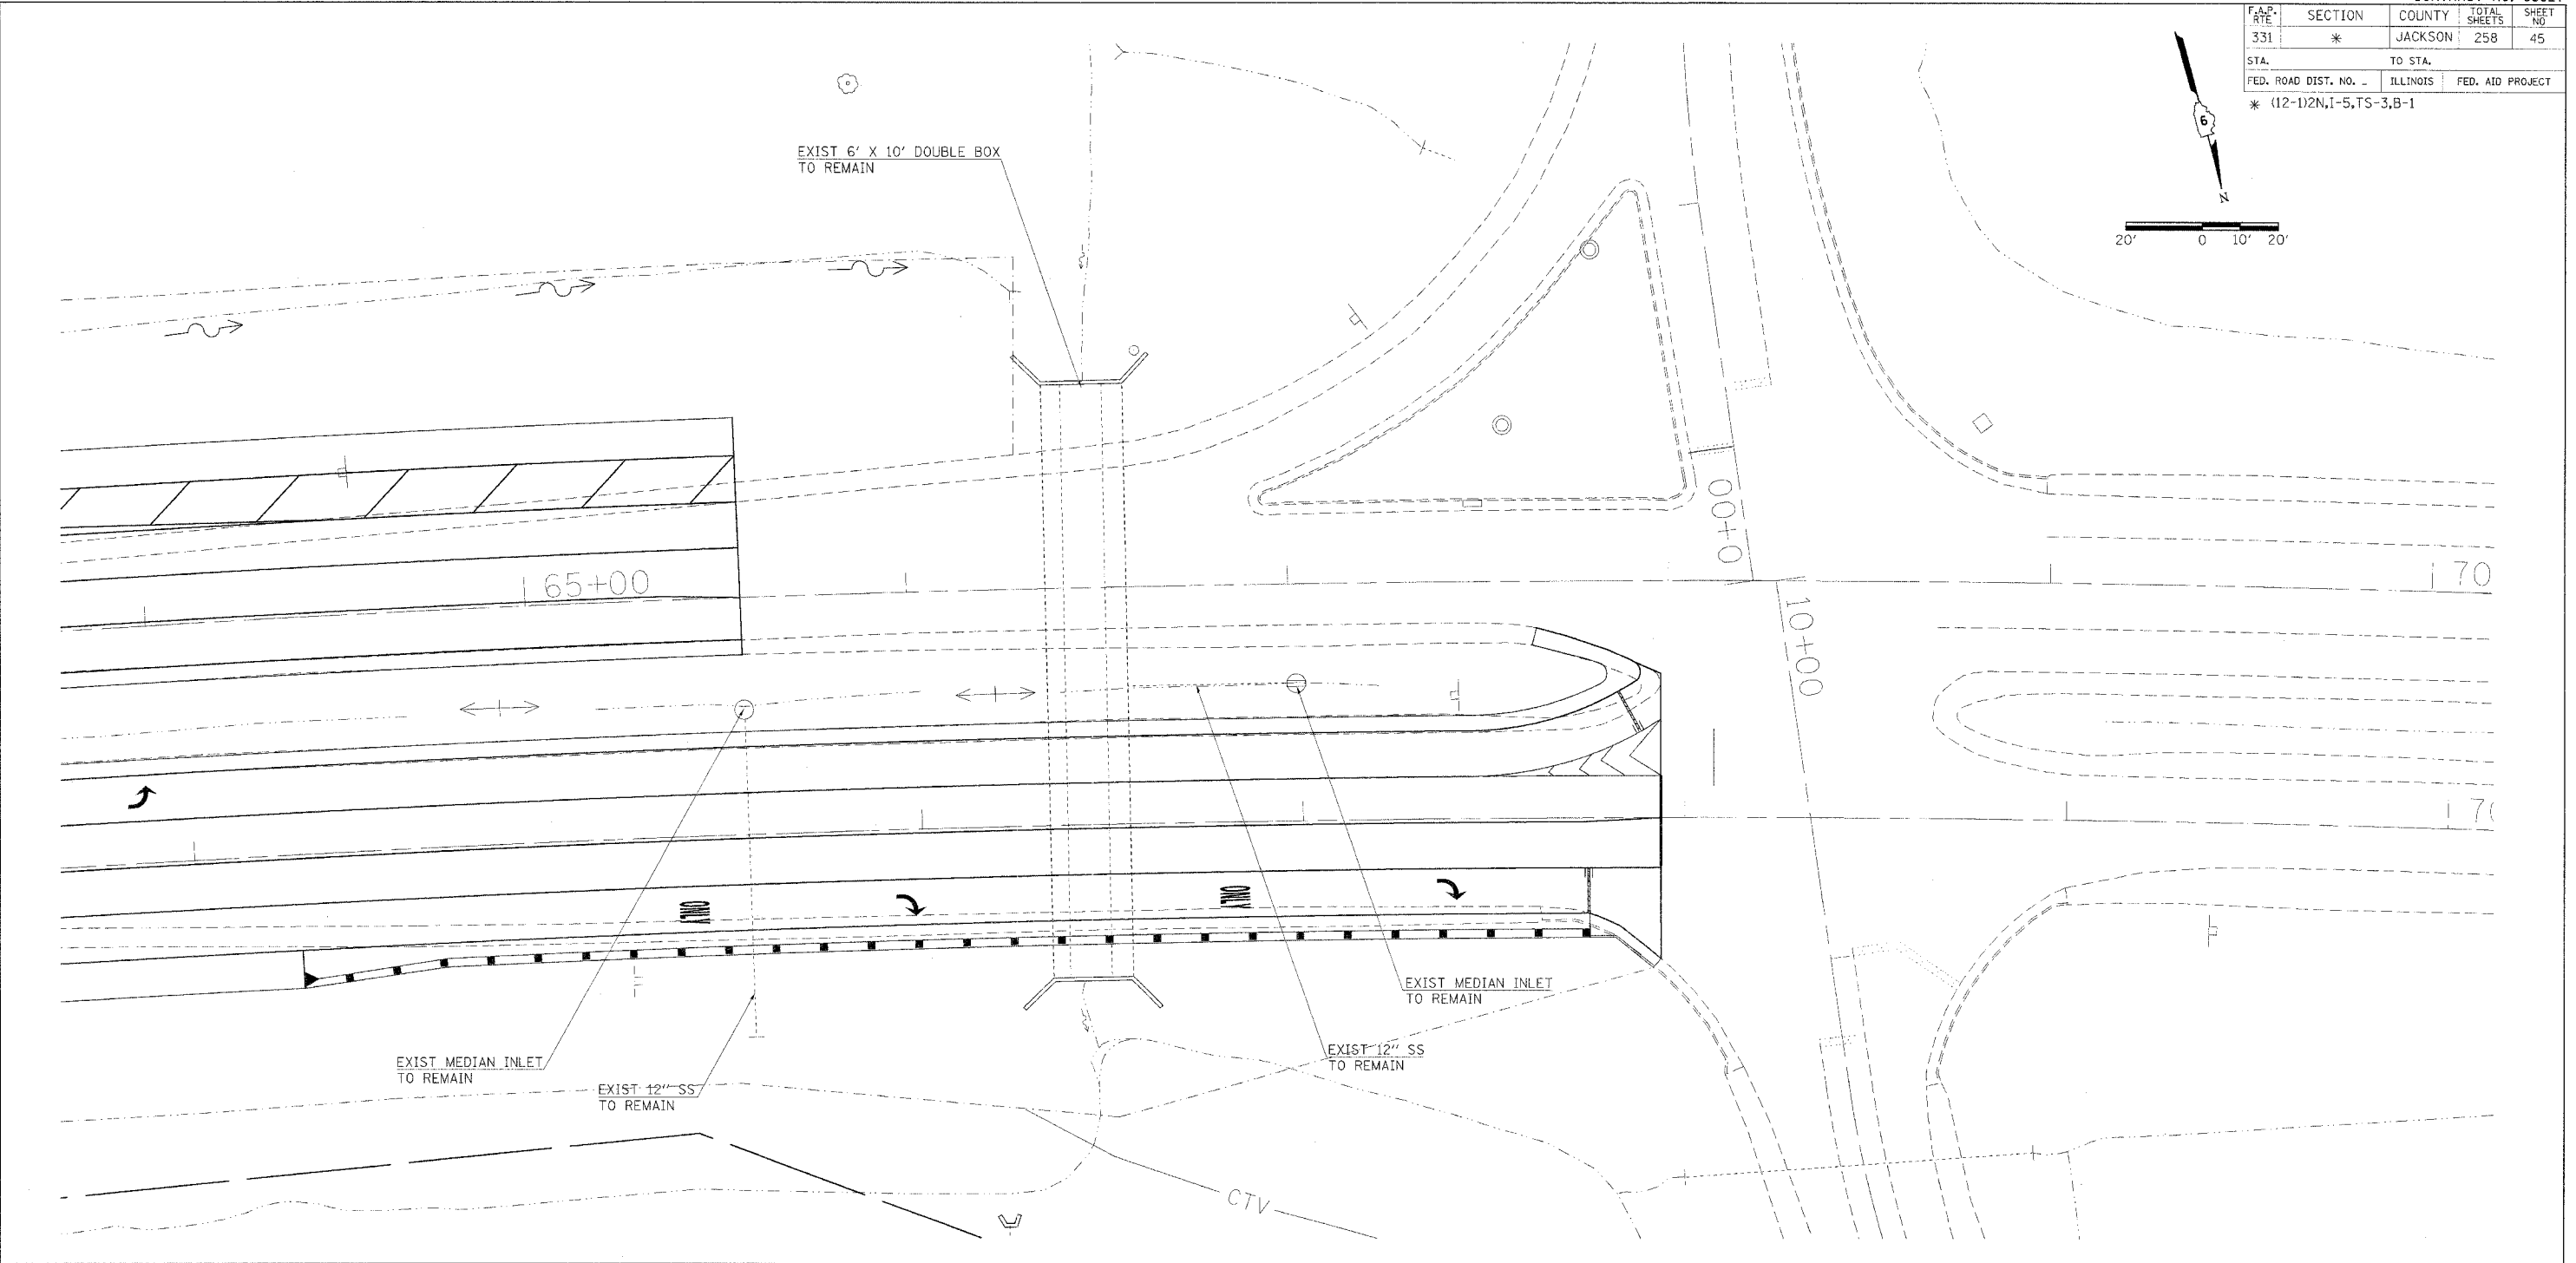 F.A.P. RTE SECTION COUNTY TOTAL SHEETS SHEET NO
331 * JACKSON 258 45
STA. TO STA.
FED. ROAD DIST. NO. _ ILLINOIS FED. AID PROJECT
* (12-1)2N,I-5,TS-3,B-1
6
N
20' 0 10' 20'
EXIST 6' X 10' DOUBLE BOX
TO REMAIN
65+00
0+00
10+00
70
70
ONLY
ONLY
EXIST MEDIAN INLET
TO REMAIN
EXIST 12" SS
TO REMAIN
EXIST MEDIAN INLET
TO REMAIN
EXIST 12" SS
TO REMAIN
CTV